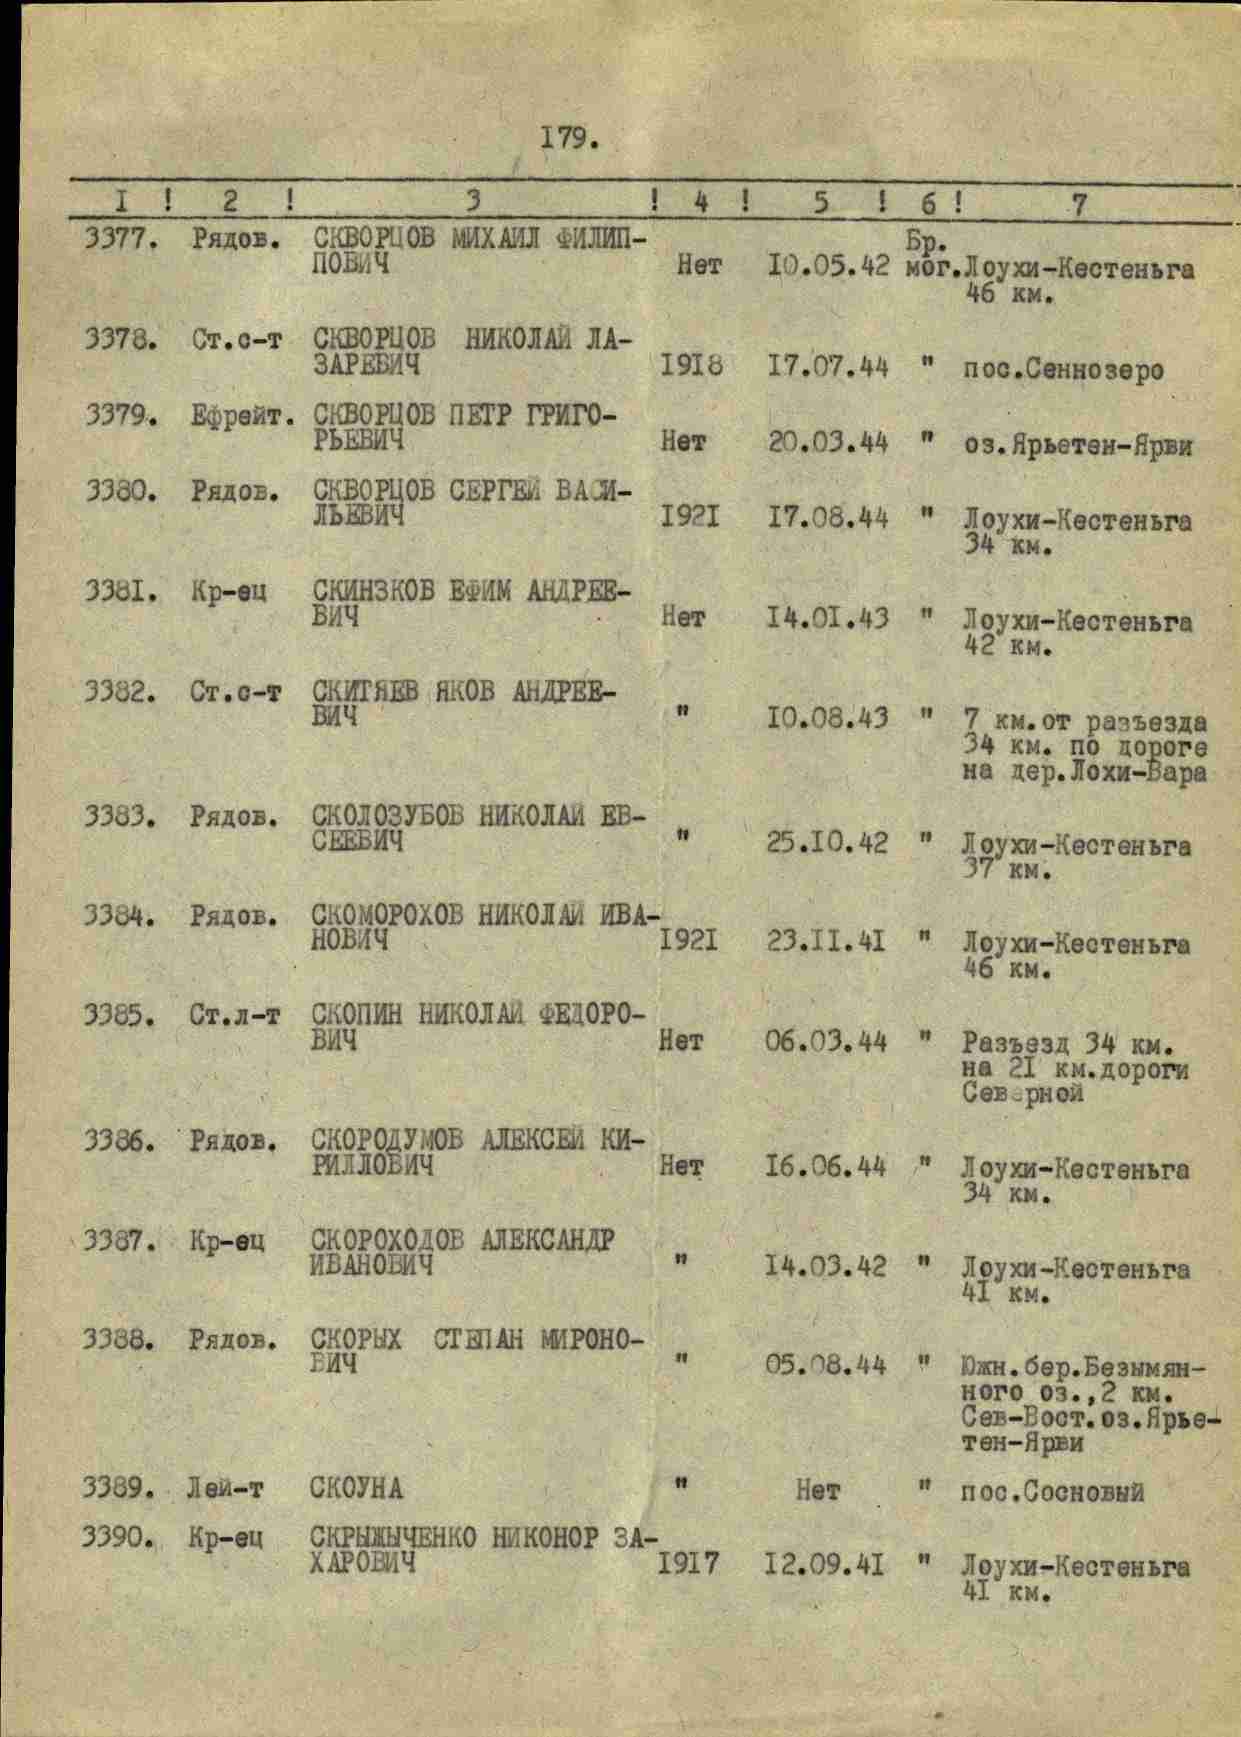 I79.
I ! 2 ! 3 ! 4 ! 5 ! 6 ! 7
3377. Рядов. СКВОРЦОВ МИХАИЛ ФИЛИП- Бр.
ПОВИЧ Нет I0.05.42 мог.Лоухи-Кестеньга
46 км.
3378. Ст.с-т СКВОРЦОВ НИКОЛАЙ ЛА-
ЗАРЕВИЧ I9I8 I7.07.44 " пос.Сеннозеро
3379. Ефрейт. СКВОРЦОВ ПЕТР ГРИГО-
РЬЕВИЧ Нет 20.03.44 " оз.Ярьетен-Ярви
3380. Рядов. СКВОРЦОВ СЕРГЕЙ ВАСИ-
ЛЬЕВИЧ I92I I7.08.44 " Лоухи-Кестеньга
34 км.
338I. Кр-ец СКИНЗКОВ ЕФИМ АНДРЕЕ-
ВИЧ Нет I4.0I.43 " Лоухи-Кестеньга
42 км.
3382. Ст.с-т СКИТЯЕВ ЯКОВ АНДРЕЕ-
ВИЧ " I0.08.43 " 7 км.от разъезда
34 км. по дороге
на дер.Лохи-Вара
3383. Рядов. СКОЛОЗУБОВ НИКОЛАЙ ЕВ-
СЕЕВИЧ " 25.I0.42 " Лоухи-Кестеньга
37 км.
3384. Рядов. СКОМОРОХОВ НИКОЛАЙ ИВА-
НОВИЧ I92I 23.II.4I " Лоухи-Кестеньга
46 км.
3385. Ст.л-т СКОПИН НИКОЛАЙ ФЕДОРО-
ВИЧ Нет 06.03.44 " Разъезд 34 км.
на 2I км.дороги
Северной
3386. Рядов. СКОРОДУМОВ АЛЕКСЕЙ КИ-
РИЛЛОВИЧ Нет I6.06.44 " Лоухи-Кестеньга
34 км.
3387. Кр-ец СКОРОХОДОВ АЛЕКСАНДР
ИВАНОВИЧ " I4.03.42 " Лоухи-Кестеньга
4I км.
3388. Рядов. СКОРЫХ СТЕПАН МИРОНО-
ВИЧ " 05.08.44 " Южн.бер.Безымян-
ного оз.,2 км.
Сев-Вост.оз.Ярье-
тен-Ярви
3389. Лей-т СКОУНА " Нет " пос.Сосновый
3390. Кр-ец СКРЫЖЫЧЕНКО НИКОНОР ЗА-
ХАРОВИЧ I9I7 I2.09.4I " Лоухи-Кестеньга
4I км.